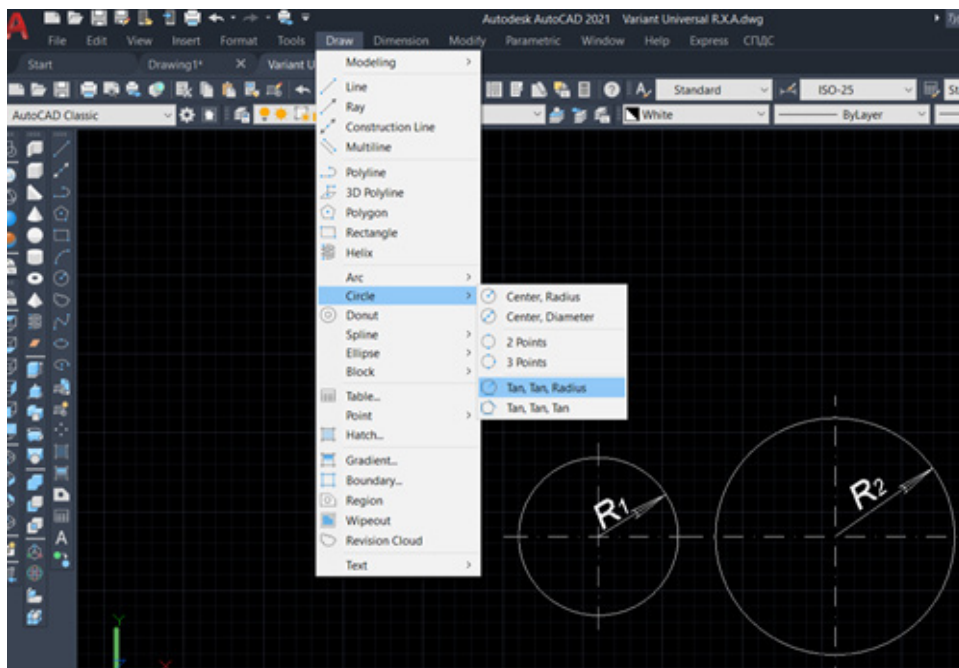 Autodesk AutoCAD 2021 Variant Universal R.X.A.dwg
File Edit View Insert Format Tools Draw Dimension Modify Parametric Window Help Express СПДС
Start Drawing1* Variant U
Standard ISO-25 St
AutoCAD Classic White ByLayer
Modeling
Line
Ray
Construction Line
Multiline
Polyline
3D Polyline
Polygon
Rectangle
Helix
Arc
Circle
Donut
Spline
Ellipse
Block
Table...
Point
Hatch...
Gradient...
Boundary...
Region
Wipeout
Revision Cloud
Text
Center, Radius
Center, Diameter
2 Points
3 Points
Tan, Tan, Radius
Tan, Tan, Tan
R1
R2
A
Y
X